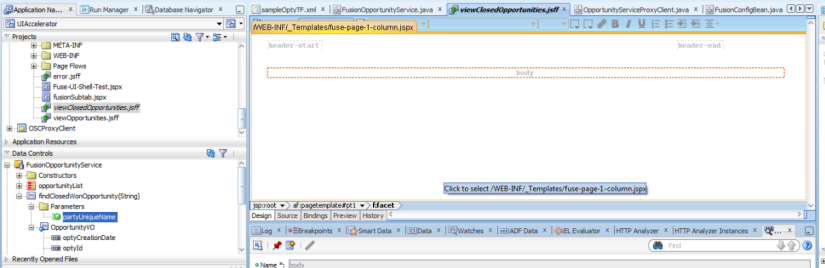 Application Na...
Run Manager
Database Navigator
UIAccelerator
Projects
META-INF
WEB-INF
Page Flows
error.jsff
Fuse-UI-Shell-Test.jspx
fusionSubtab.jspx
viewClosedOpportunities.jsff
viewOpportunities.jsff
OSCProxyClient
Application Resources
Data Controls
FusionOpportunityService
Constructors
opportunityList
findClosedWonOpportunity(String)
Parameters
partyUniqueName
OpportunityVO
optyCreationDate
optyId
Recently Opened Files
sampleOptyTF.xml
FusionOpportunityService.java
viewClosedOpportunities.jsff
OpportunityServiceProxyClient.java
FusionConfigBean.java
/WEB-INF/_Templates/fuse-page-1-column.jspx
header-start
header-end
body
Click to select /WEB-INF/_Templates/fuse-page-1-column.jspx
jsp:root
af:pagetemplate#pt1
f:facet
Design
Source
Bindings
Preview
History
Log
Breakpoints
Smart Data
Data
Watches
ADF Data
EL Evaluator
HTTP Analyzer
HTTP Analyzer Instances
Find
Name *:
body